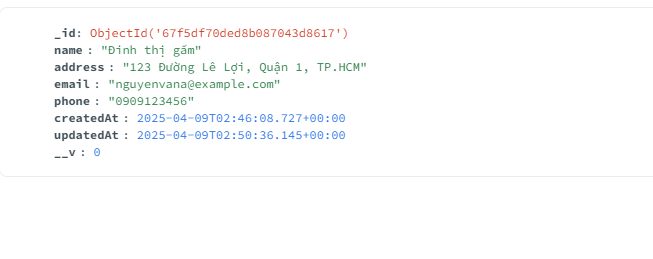 _id: ObjectId('67f5df70ded8b087043d8617')
name : "Đinh thị gấm"
address : "123 Đường Lê Lợi, Quận 1, TP.HCM"
email : "nguyenvana@example.com"
phone : "0909123456"
createdAt : 2025-04-09T02:46:08.727+00:00
updatedAt : 2025-04-09T02:50:36.145+00:00
__v : 0